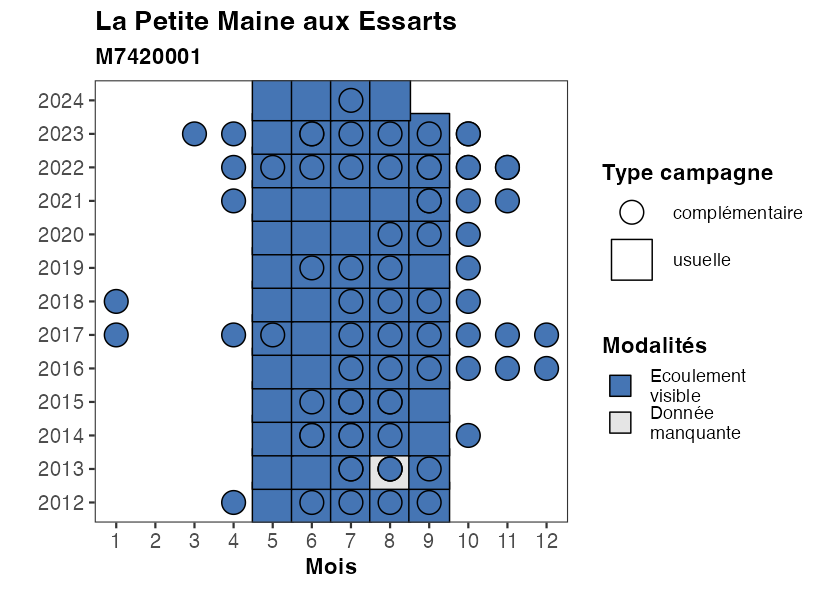 La Petite Maine aux Essarts
M7420001
2024
2023
2022
2021
2020
2019
2018
2017
2016
2015
2014
2013
2012
1 2 3 4 5 6 7 8 9 10 11 12
Mois
Type campagne
complémentaire
usuelle
Modalités
Ecoulement
visible
Donnée
manquante